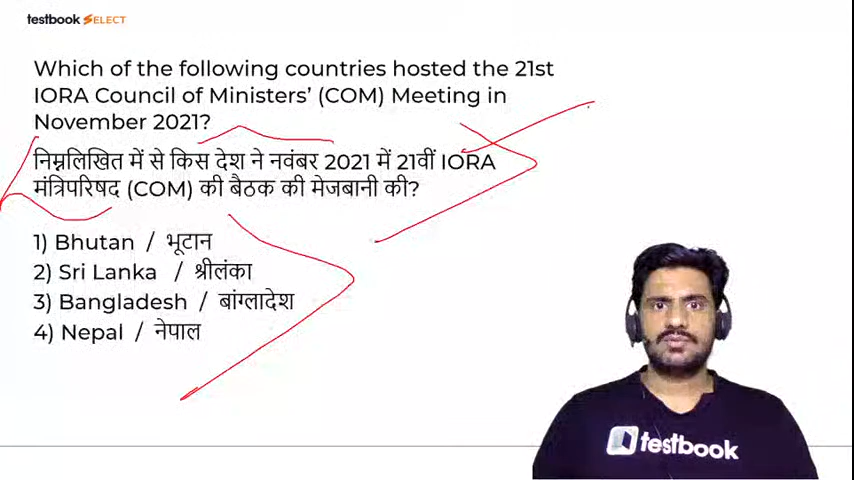 testbook SELECT
Which of the following countries hosted the 21st
IORA Council of Ministers' (COM) Meeting in
November 2021?
निम्नलिखित में से किस देश ने नवंबर 2021 में 21वीं IORA
मंत्रिपरिषद (COM) की बैठक की मेजबानी की?
1) Bhutan / भूटान
2) Sri Lanka / श्रीलंका
3) Bangladesh / बांग्लादेश
4) Nepal / नेपाल
testbook